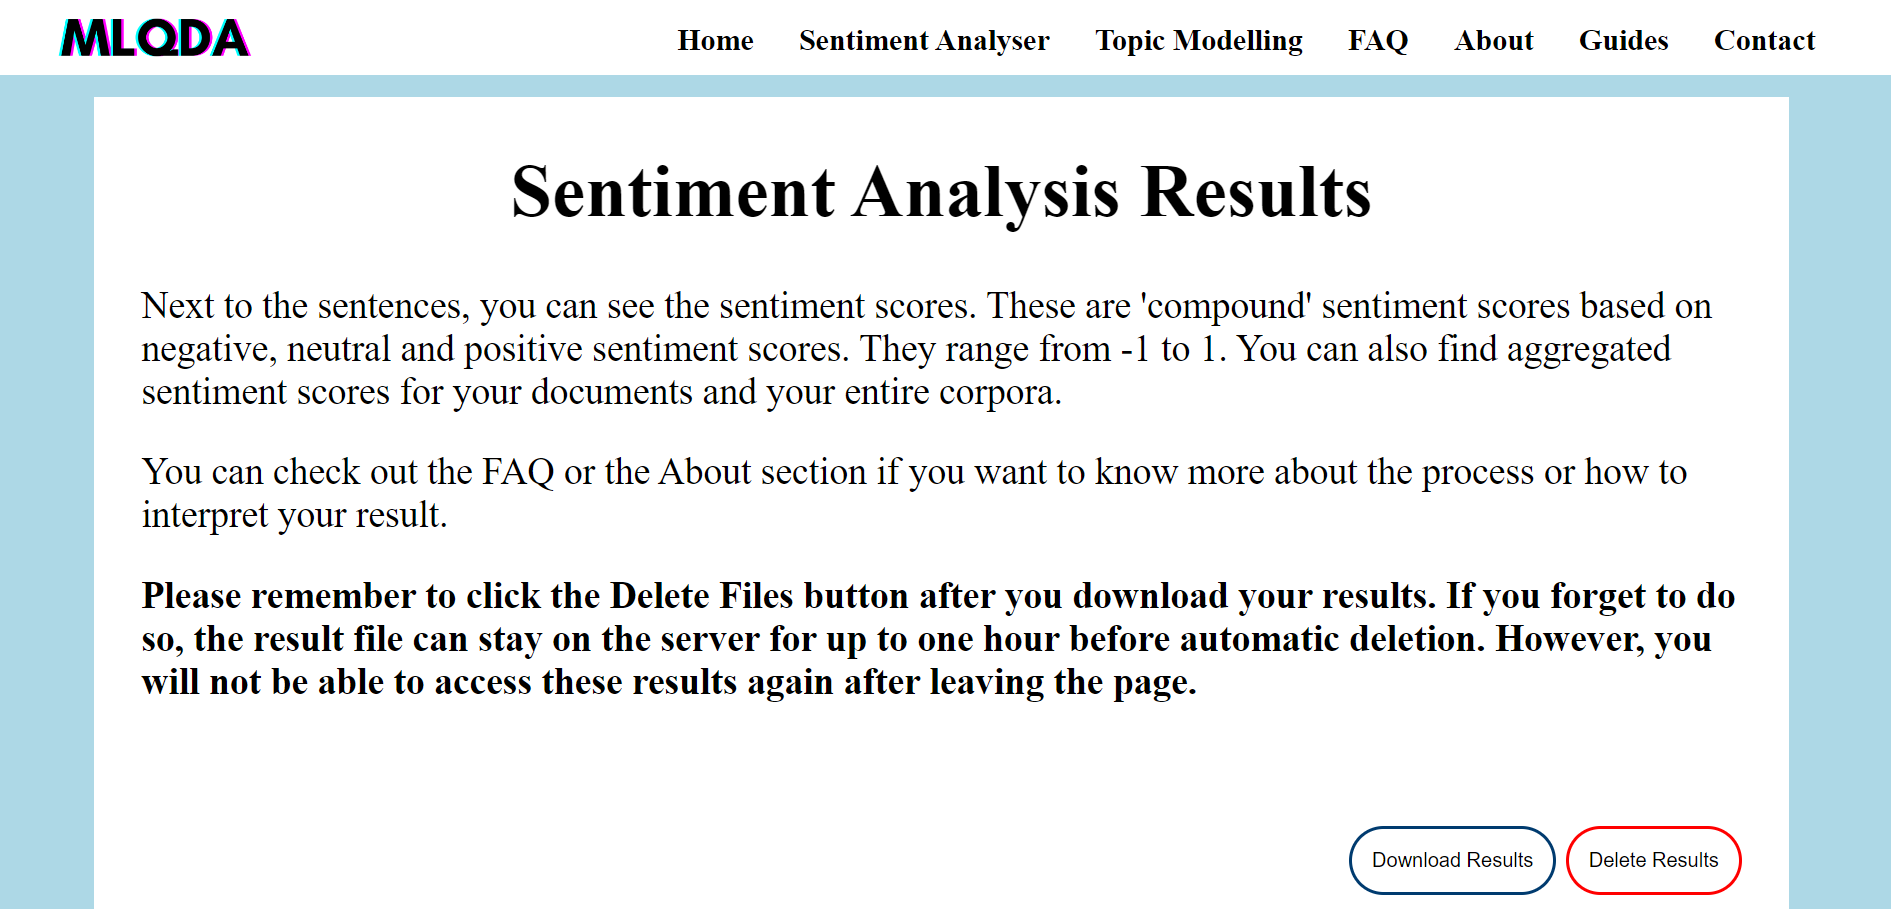 MLQDA
Home Sentiment Analyser Topic Modelling FAQ About Guides Contact
Sentiment Analysis Results
Next to the sentences, you can see the sentiment scores. These are 'compound' sentiment scores based on
negative, neutral and positive sentiment scores. They range from -1 to 1. You can also find aggregated
sentiment scores for your documents and your entire corpora.
You can check out the FAQ or the About section if you want to know more about the process or how to
interpret your result.
Please remember to click the Delete Files button after you download your results. If you forget to do
so, the result file can stay on the server for up to one hour before automatic deletion. However, you
will not be able to access these results again after leaving the page.
Download Results Delete Results